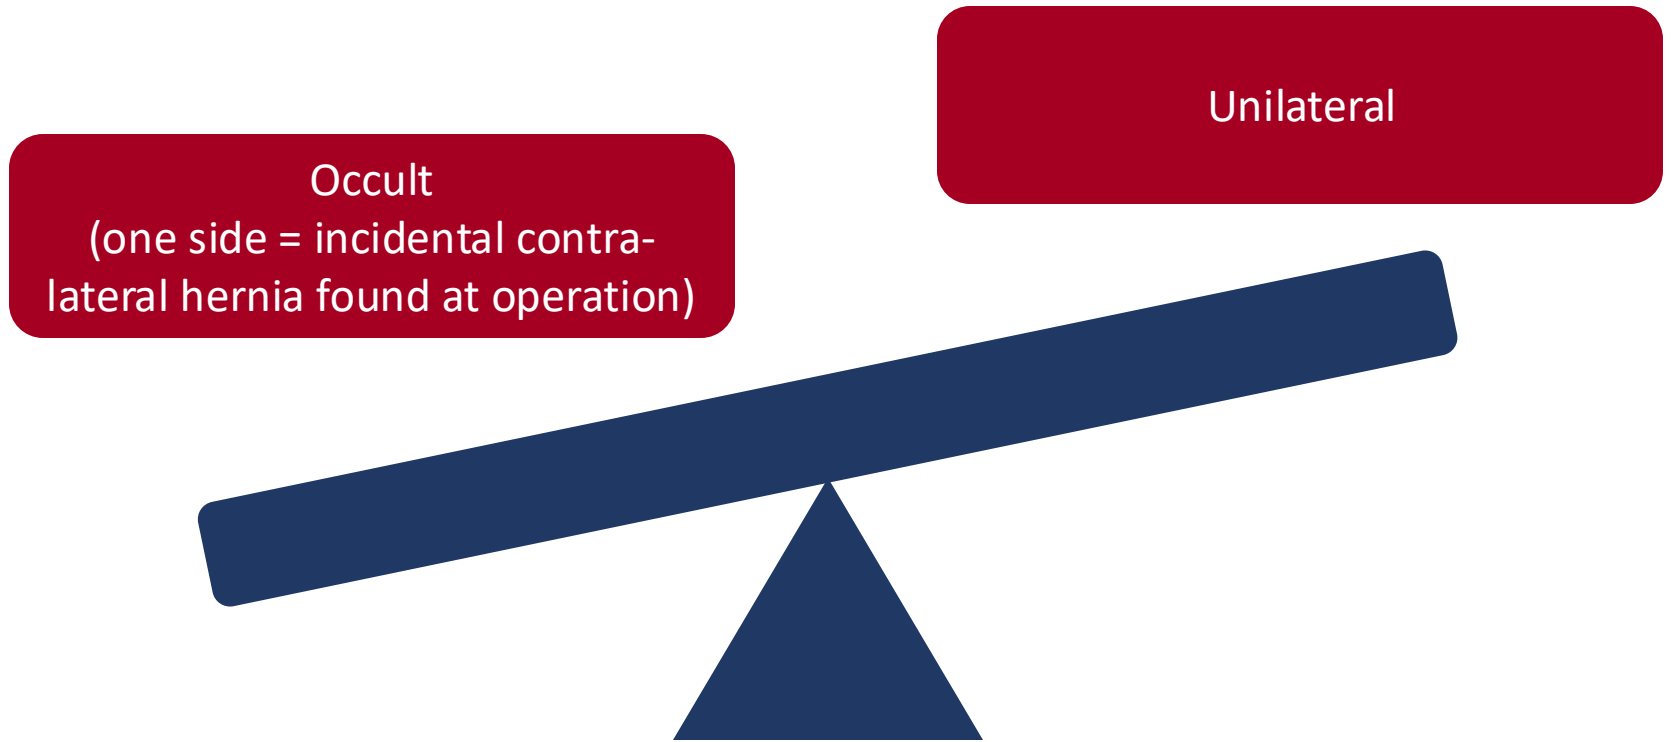 Occult
(one side = incidental contra-
lateral hernia found at operation)
Unilateral